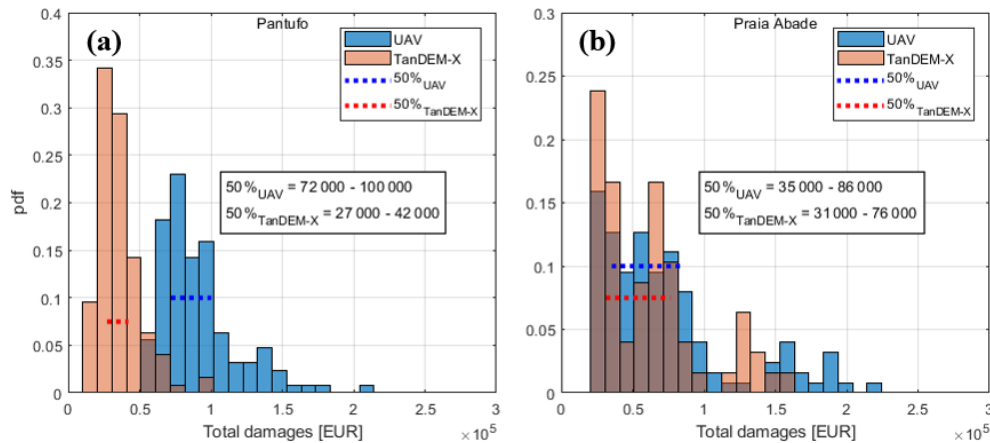 (a)
Pantufo
UAV
TanDEM-X
50%UAV
50%TanDEM-X
50%UAV = 72 000 - 100 000
50%TanDEM-X = 27 000 - 42 000
0.4
0.35
0.3
0.25
0.2
0.15
0.1
0.05
0
pdf
0
0.5
1
1.5
2
2.5
3
Total damages [EUR]
×10^5
(b)
Praia Abade
UAV
TanDEM-X
50%UAV
50%TanDEM-X
50%UAV = 35 000 - 86 000
50%TanDEM-X = 31 000 - 76 000
0.3
0.25
0.2
0.15
0.1
0.05
0
0
0.5
1
1.5
2
2.5
3
Total damages [EUR]
×10^5